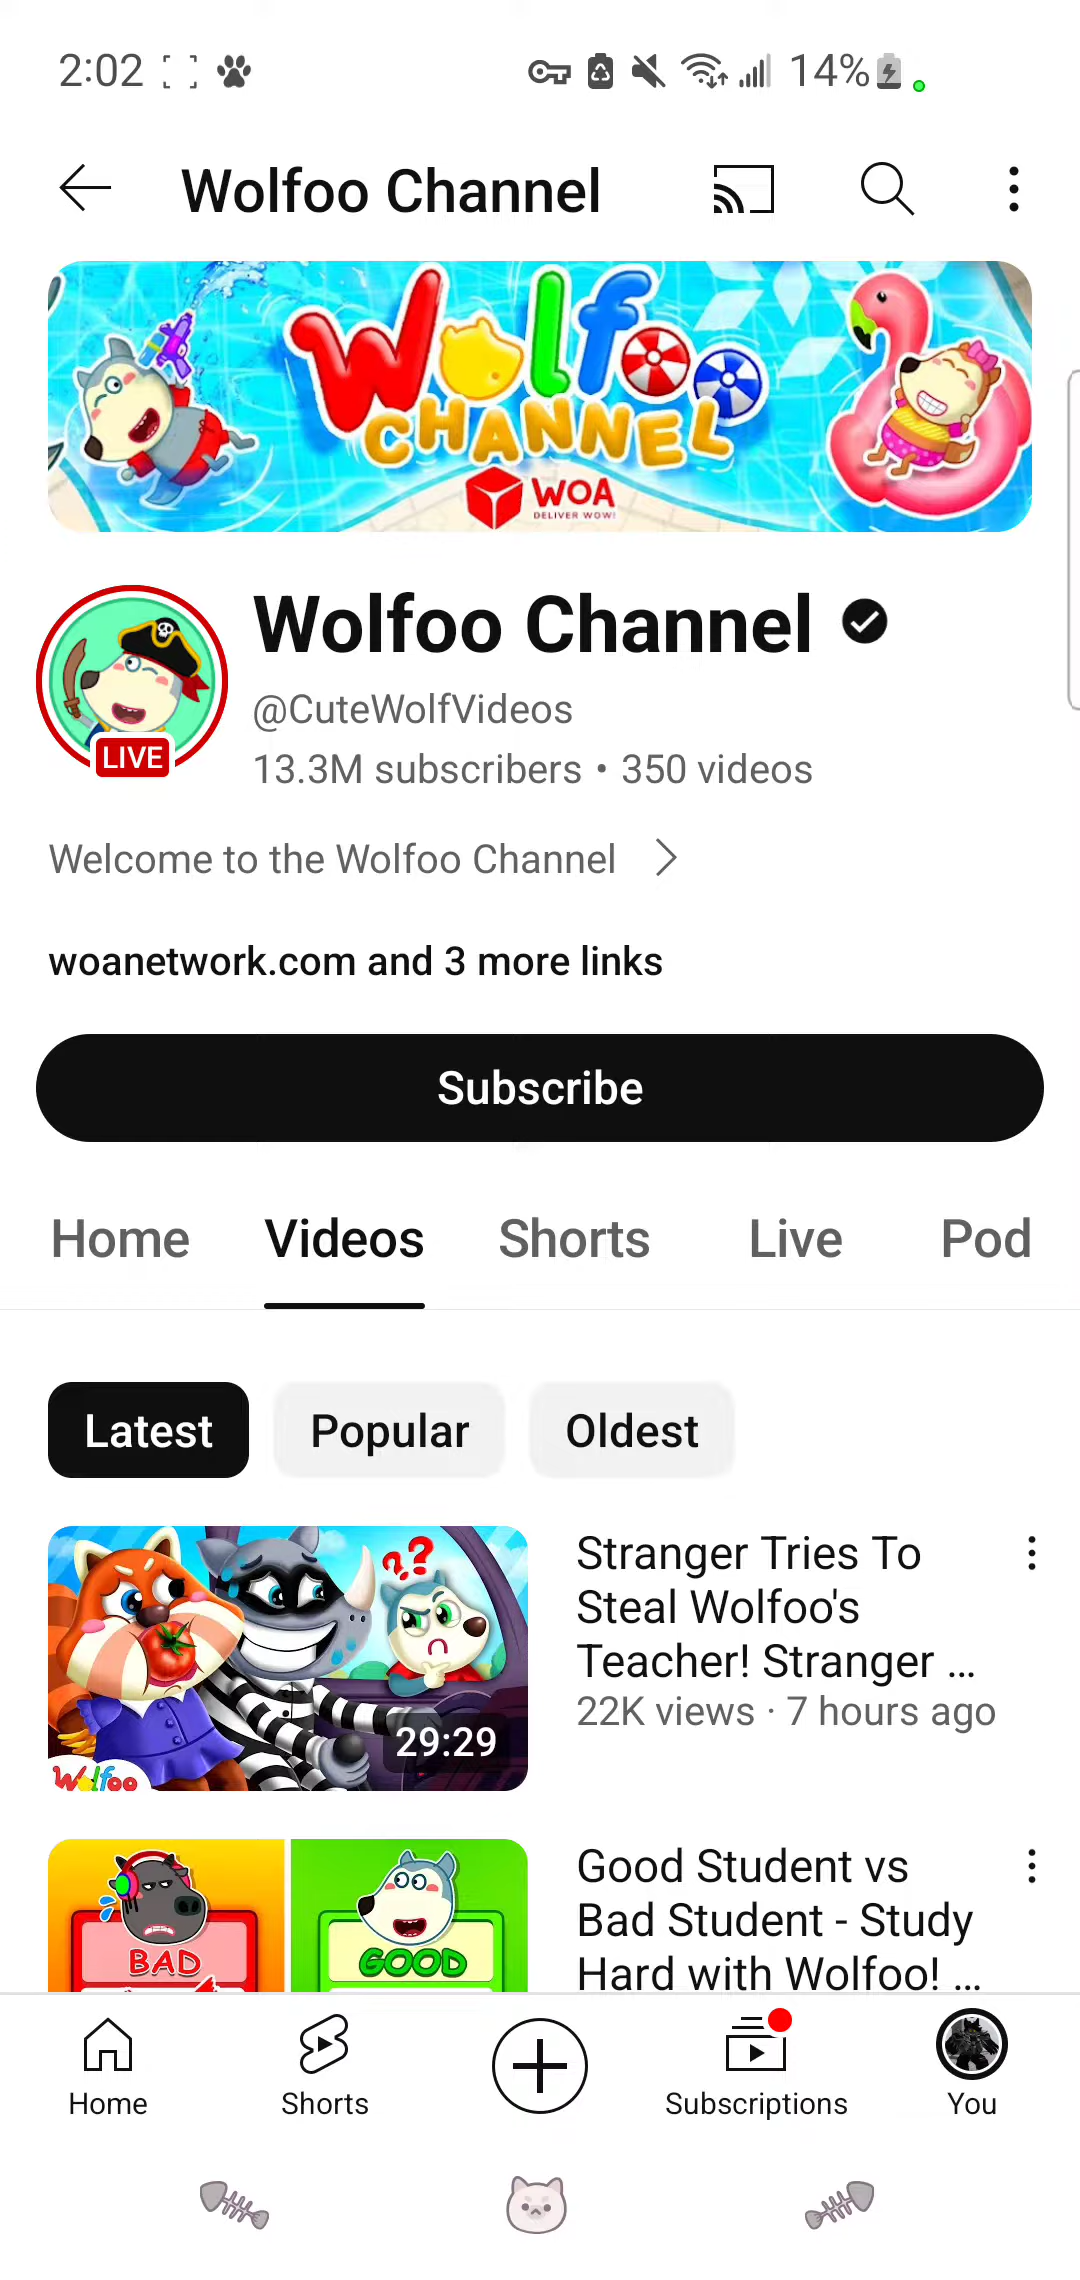 2:02
14%
Wolfoo Channel
Wolfoo
CHANNEL
WOA
DELIVER WOW!
Wolfoo Channel
LIVE
@CuteWolfVideos
13.3M subscribers • 350 videos
Welcome to the Wolfoo Channel
woanetwork.com and 3 more links
Subscribe
Home Videos Shorts Live Pod
Latest Popular Oldest
??
29:29
Wolfoo
Stranger Tries To
Steal Wolfoo's
Teacher! Stranger ...
22K views · 7 hours ago
BAD
GOOD
Good Student vs
Bad Student - Study
Hard with Wolfoo! ...
Home Shorts Subscriptions You